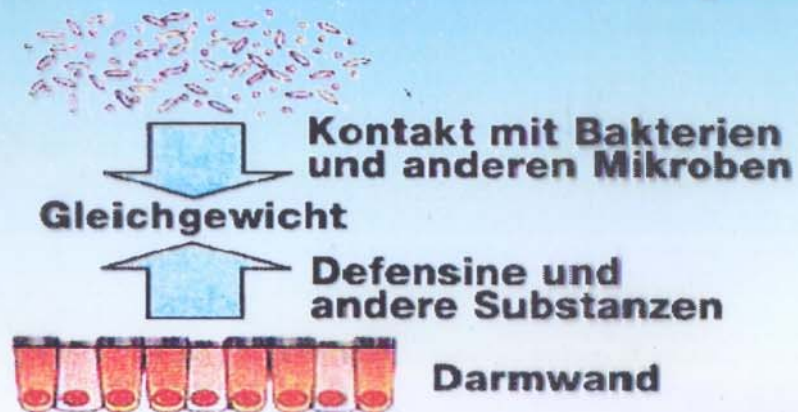 Kontakt mit Bakterien
und anderen Mikroben
Gleichgewicht
Defensine und
andere Substanzen
Darmwand